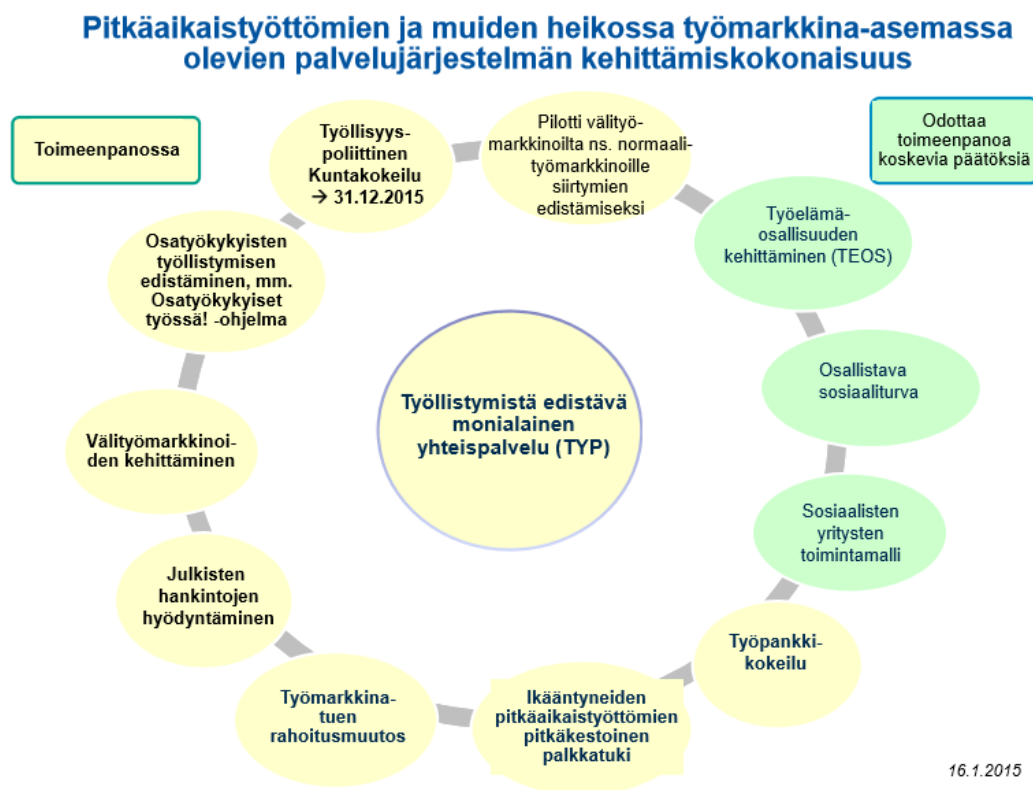 Pitkäaikaistyöttömien ja muiden heikossa työmarkkina-asemassa
olevien palvelujärjestelmän kehittämiskokonaisuus
Toimeenpanossa
Odottaa
toimeenpanoa
koskevia päätöksiä
Työllisyys-
poliittinen
Kuntakokeilu
→ 31.12.2015
Pilotti välityö-
markkinoilta ns. normaali-
työmarkkinoille
siirtymien
edistämiseksi
Työelämä-
osallisuuden
kehittäminen (TEOS)
Osallistava
sosiaaliturva
Sosiaalisten
yritysten
toimintamalli
Työpankki-
kokeilu
Ikääntyneiden
pitkäaikaistyöttömien
pitkäkestoinen
palkkatuki
Työmarkkina-
tuen
rahoitusmuutos
Julkisten
hankintojen
hyödyntäminen
Välityömarkkinoi-
den kehittäminen
Osatyökykyisten
työllistymisen
edistäminen, mm.
Osatyökykyiset
työssä! -ohjelma
Työllistymistä edistävä
monialainen
yhteispalvelu (TYP)
16.1.2015